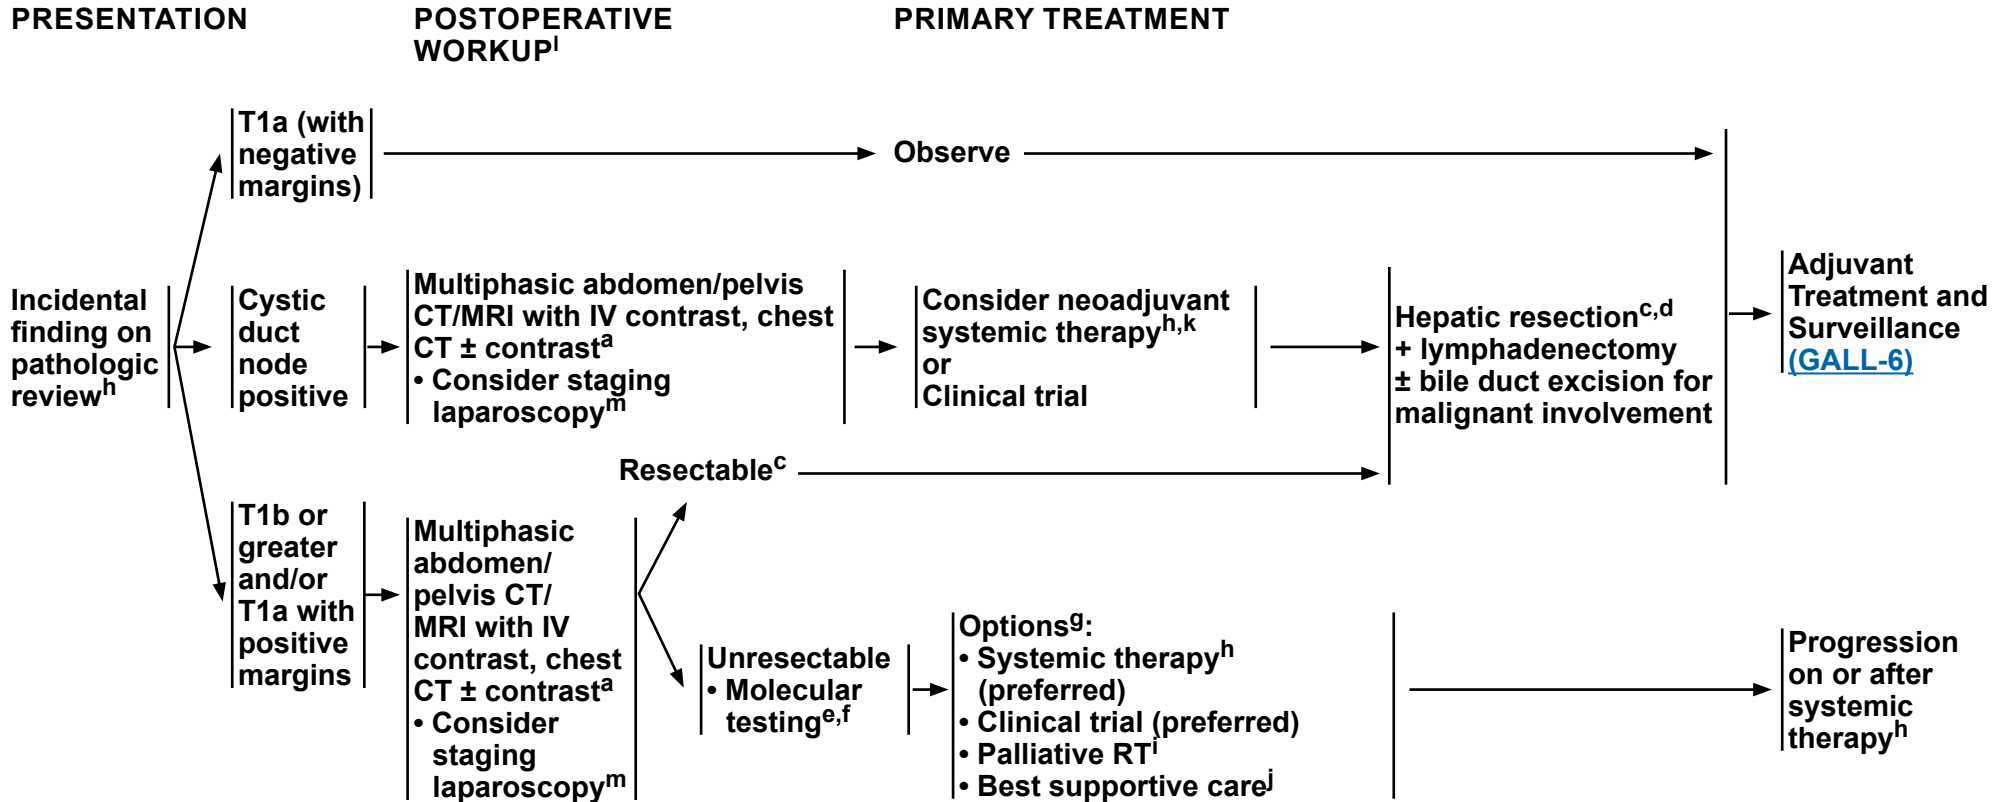 PRESENTATION
POSTOPERATIVE
WORKUPl
PRIMARY TREATMENT
T1a (with
negative
margins)
Observe
Incidental
finding on
pathologic
reviewh
Cystic
duct
node
positive
Multiphasic abdomen/pelvis
CT/MRI with IV contrast, chest
CT ± contrasta
• Consider staging
laparoscopym
Consider neoadjuvant
systemic therapyh,k
or
Clinical trial
Hepatic resectionc,d
+ lymphadenectomy
± bile duct excision for
malignant involvement
Adjuvant
Treatment and
Surveillance
(GALL-6)
T1b or
greater
and/or
T1a with
positive
margins
Multiphasic
abdomen/
pelvis CT/
MRI with IV
contrast, chest
CT ± contrasta
• Consider
staging
laparoscopym
Resectablec
Unresectable
• Molecular
testinge,f
Optionsg:
• Systemic therapyh
(preferred)
• Clinical trial (preferred)
• Palliative RTi
• Best supportive carej
Progression
on or after
systemic
therapyh